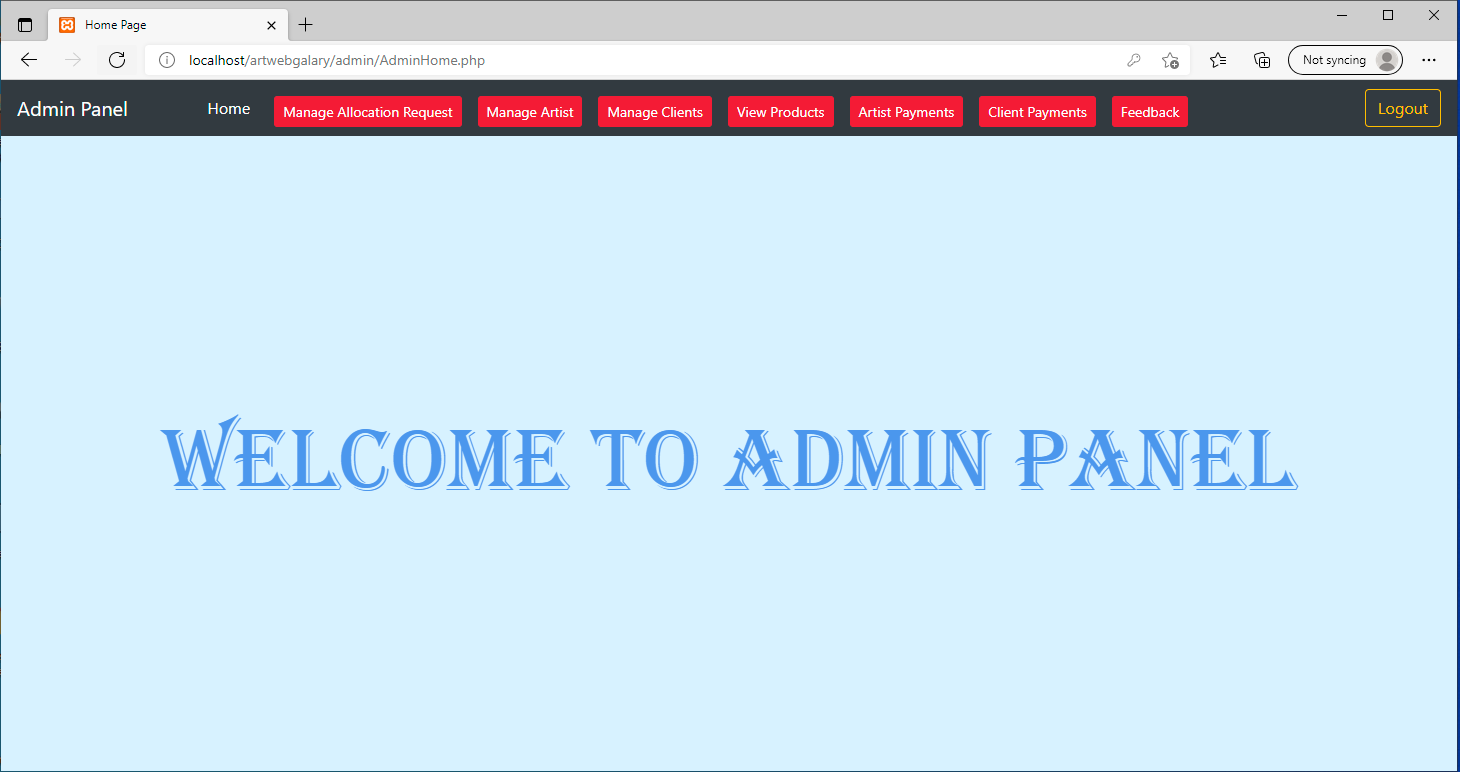 Home Page
localhost/artwebgalary/admin/AdminHome.php
Not syncing
Admin Panel Home Manage Allocation Request Manage Artist Manage Clients View Products Artist Payments Client Payments Feedback Logout
WELCOME TO ADMIN PANEL